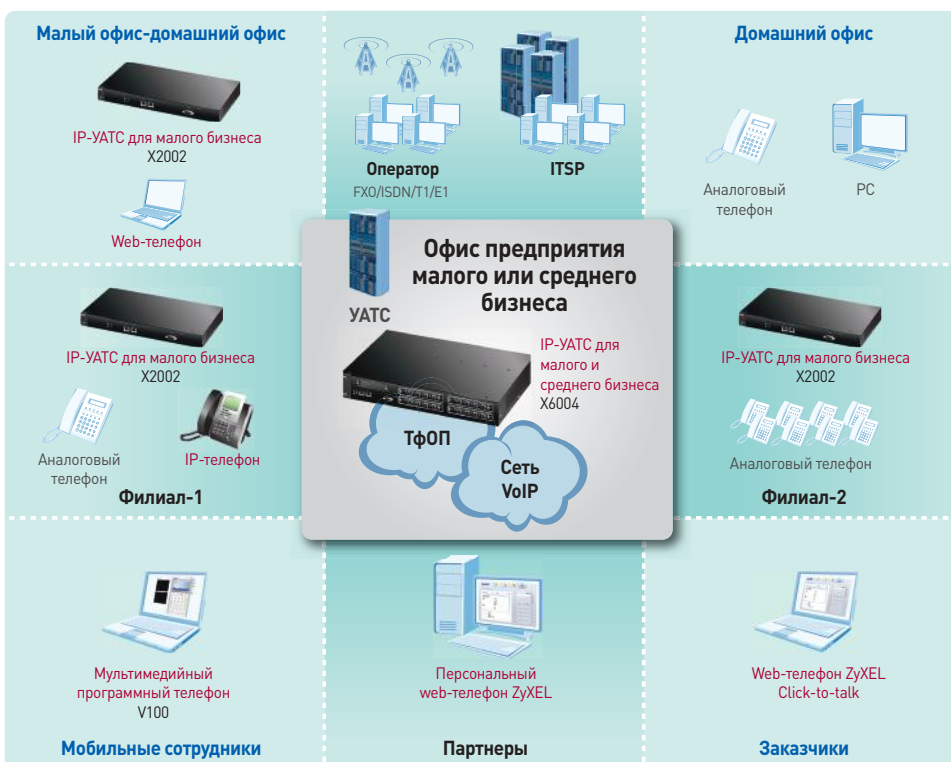 Малый офис-домашний офис
IP-УАТС для малого бизнеса
X2002
Web-телефон
Оператор
FXO/ISDN/T1/E1
ITSP
Домашний офис
Аналоговый
телефон
PC
Офис предприятия
малого или среднего
бизнеса
УАТС
IP-УАТС для
малого и
среднего бизнеса
X6004
ТфОП
Сеть
VoIP
IP-УАТС для малого бизнеса
X2002
Аналоговый
телефон
IP-телефон
Филиал-1
IP-УАТС для малого бизнеса
X2002
Аналоговый телефон
Филиал-2
Мультимедийный
программный телефон
V100
Мобильные сотрудники
Персональный
web-телефон ZyXEL
Партнеры
Web-телефон ZyXEL
Click-to-talk
Заказчики